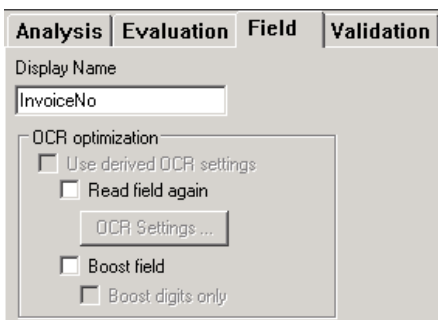 Analysis Evaluation Field Validation
Display Name
InvoiceNo
OCR optimization
Use derived OCR settings
Read field again
OCR Settings ...
Boost field
Boost digits only